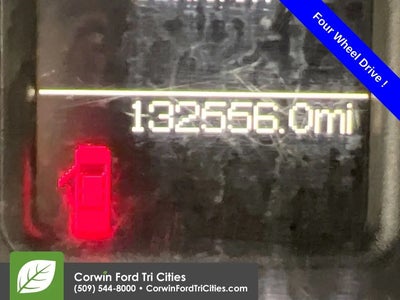 Four Wheel Drive !
132556.0mi
Corwin Ford Tri Cities
(509) 544-8000 • CorwinFordTriCities.com